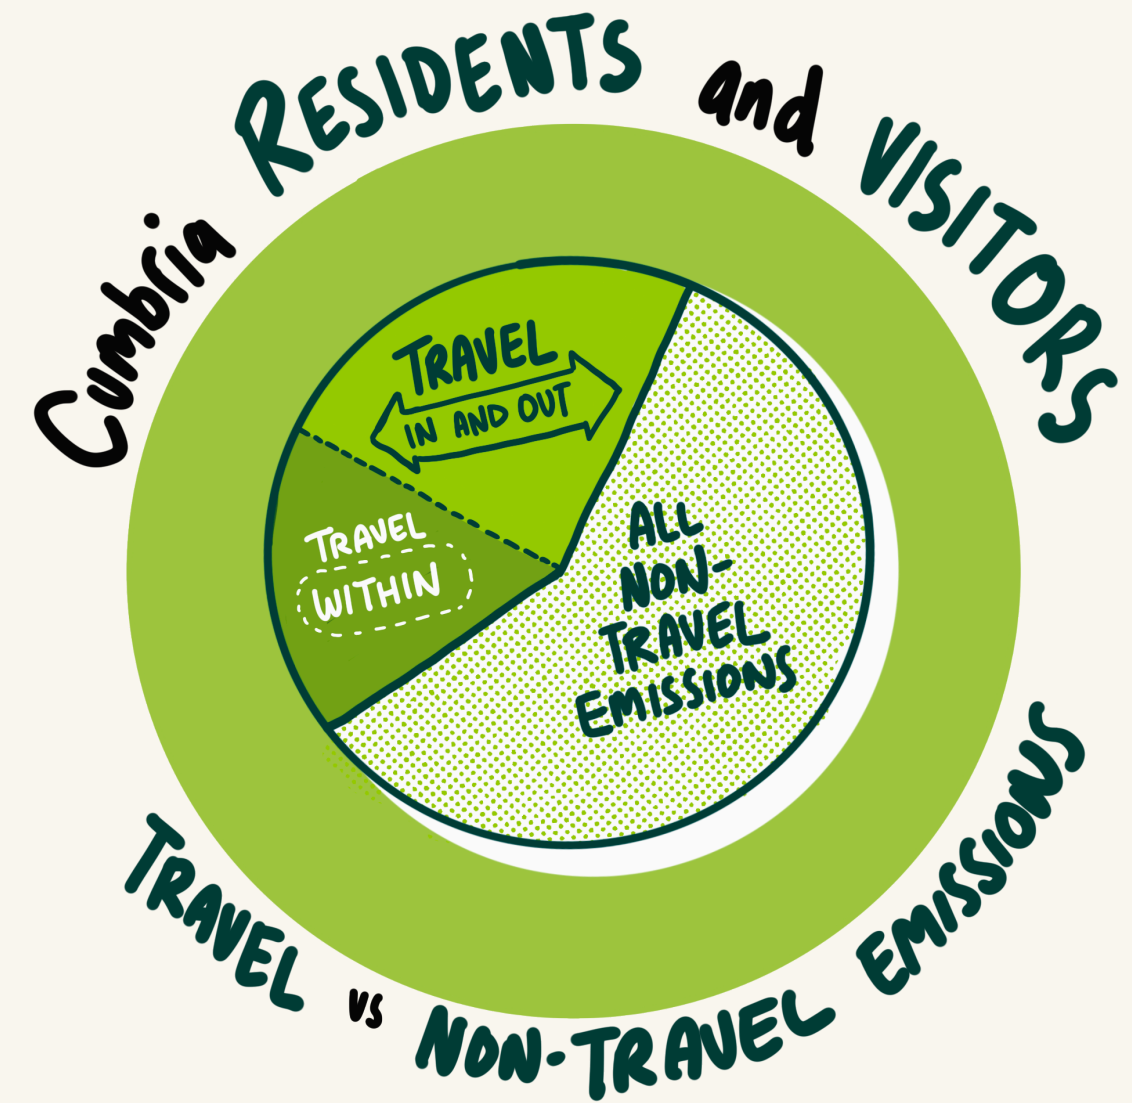 Cumbria RESIDENTS and VISITORS
TRAVEL
IN AND OUT
TRAVEL
WITHIN
ALL
NON-
TRAVEL
EMISSIONS
TRAVEL vs NON-TRAVEL EMISSIONS